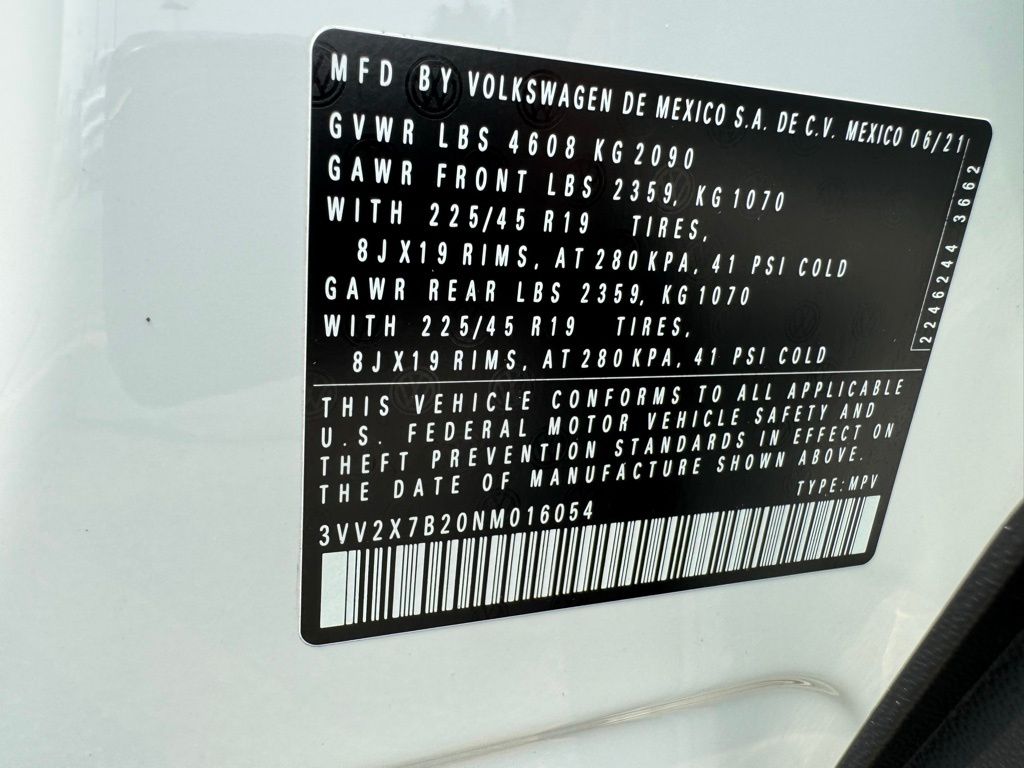 MFD BY VOLKSWAGEN DE MEXICO S.A. DE C.V. MEXICO 06/21
GVWR LBS 4608 KG 2090
GAWR FRONT LBS 2359, KG 1070
WITH 225/45 R19 TIRES,
8JX19 RIMS, AT 280 KPA, 41 PSI COLD
GAWR REAR LBS 2359, KG 1070
WITH 225/45 R19 TIRES,
8JX19 RIMS, AT 280 KPA, 41 PSI COLD
2246244 3662
THIS VEHICLE CONFORMS TO ALL APPLICABLE
U.S. FEDERAL MOTOR VEHICLE SAFETY AND
THEFT PREVENTION STANDARDS IN EFFECT ON
THE DATE OF MANUFACTURE SHOWN ABOVE.
TYPE: MPV
3VV2X7B20NM016054